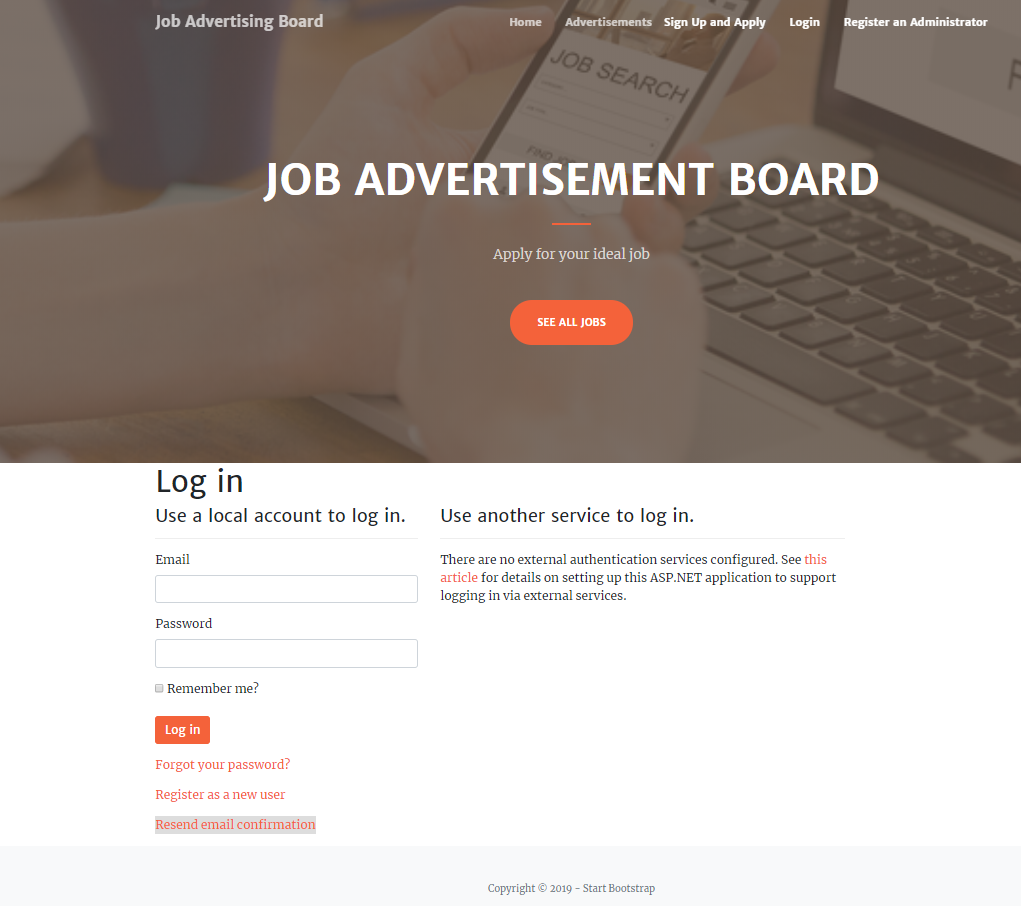 Job Advertising Board
Home Advertisements Sign Up and Apply Login Register an Administrator
JOB SEARCH
JOB ADVERTISEMENT BOARD
Apply for your ideal job
SEE ALL JOBS
Log in
Use a local account to log in.
Email
Password
Remember me?
Log in
Forgot your password?
Register as a new user
Resend email confirmation
Use another service to log in.
There are no external authentication services configured. See this
article for details on setting up this ASP.NET application to support
logging in via external services.
Copyright © 2019 - Start Bootstrap